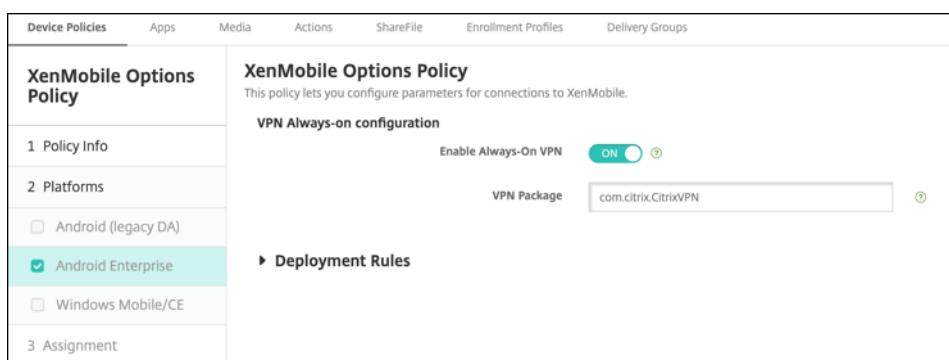 Device Policies Apps Media Actions ShareFile Enrollment Profiles Delivery Groups
XenMobile Options
Policy
1 Policy Info
2 Platforms
Android (legacy DA)
Android Enterprise
Windows Mobile/CE
3 Assignment
XenMobile Options Policy
This policy lets you configure parameters for connections to XenMobile.
VPN Always-on configuration
Enable Always-On VPN ON ?
VPN Package com.citrix.CitrixVPN ?
Deployment Rules